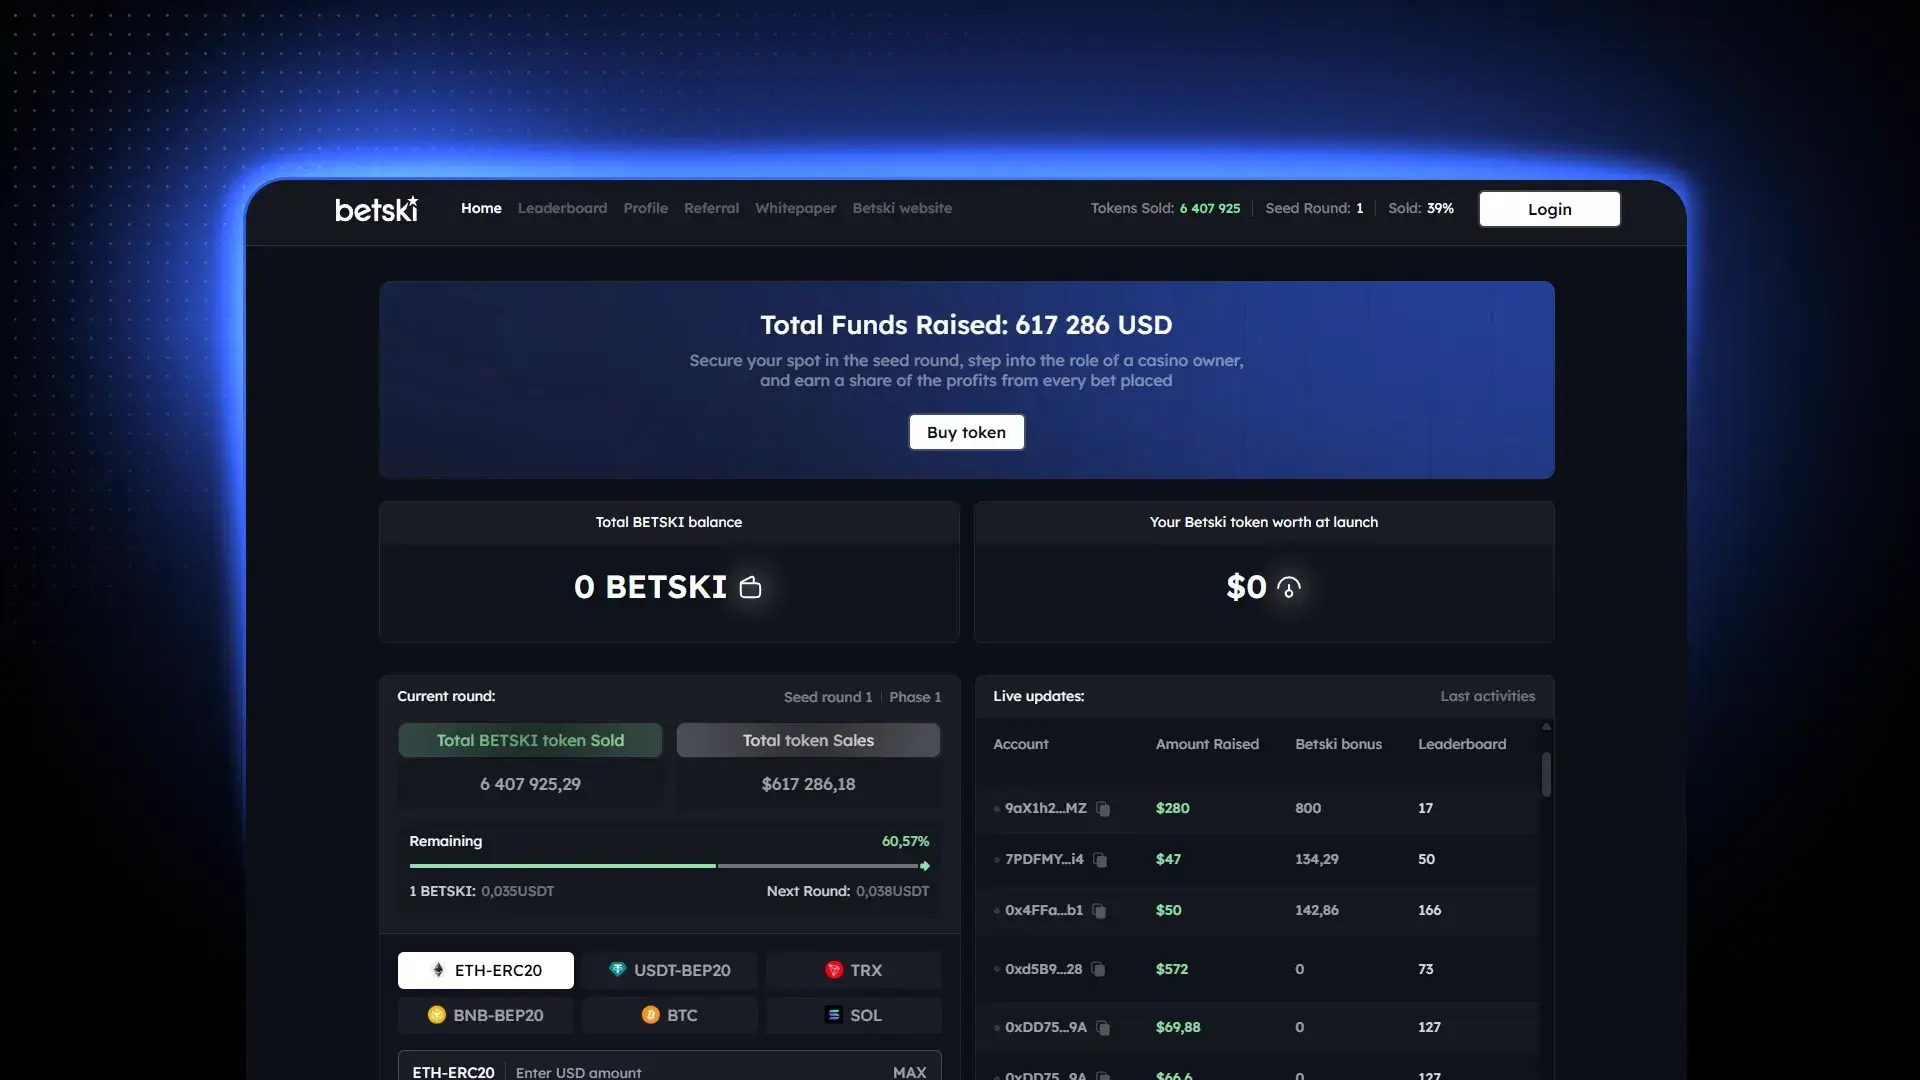 betski Home Leaderboard Profile Referral Whitepaper Betski website Tokens Sold: 6 407 925 Seed Round: 1 Sold: 39% Login
Total Funds Raised: 617 286 USD
Secure your spot in the seed round, step into the role of a casino owner,
and earn a share of the profits from every bet placed
Buy token
Total BETSKI balance
0 BETSKI
Your Betski token worth at launch
$0
Current round: Seed round 1 Phase 1
Total BETSKI token Sold Total token Sales
6 407 925,29 $617 286,18
Remaining 60,57%
1 BETSKI: 0,035USDT Next Round: 0,038USDT
ETH-ERC20 USDT-BEP20 TRX
BNB-BEP20 BTC SOL
ETH-ERC20 Enter USD amount MAX
Live updates: Last activities
Account Amount Raised Betski bonus Leaderboard
9aX1h2...MZ $280 800 17
7PDFMY...i4 $47 134,29 50
0x4FFa...b1 $50 142,86 166
0xd5B9...28 $572 0 73
0xDD75...9A $69,88 0 127
0xDD75...9A $66,6 0 127